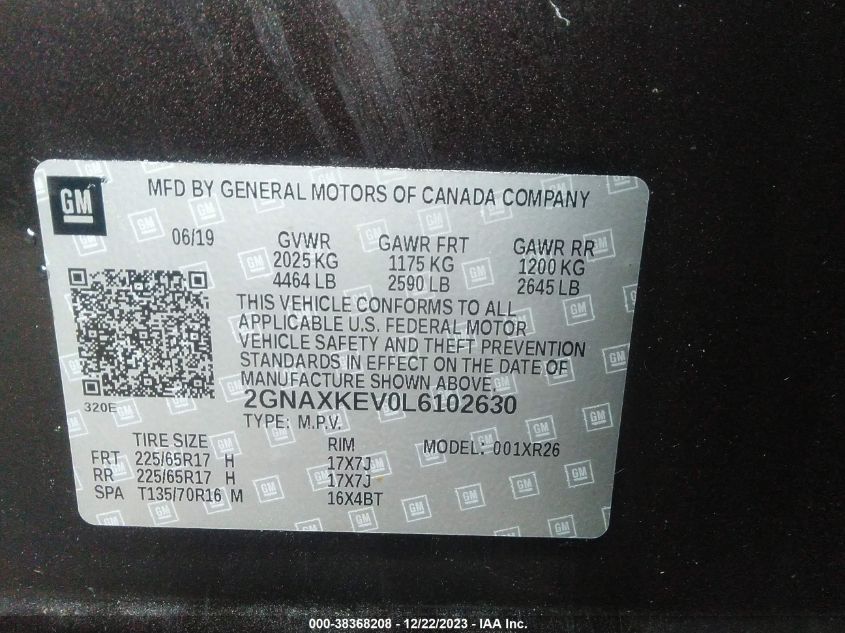 GM
MFD BY GENERAL MOTORS OF CANADA COMPANY
06/19 GVWR GAWR FRT GAWR RR
2025 KG 1175 KG 1200 KG
4464 LB 2590 LB 2645 LB
THIS VEHICLE CONFORMS TO ALL
APPLICABLE U.S. FEDERAL MOTOR
VEHICLE SAFETY AND THEFT PREVENTION
STANDARDS IN EFFECT ON THE DATE OF
MANUFACTURE SHOWN ABOVE.
320E
2GNAXKEV0L6102630
TYPE: M.P.V.
TIRE SIZE RIM MODEL: 001XR26
FRT 225/65R17 H 17X7J
RR 225/65R17 H 17X7J
SPA T135/70R16 M 16X4BT
000-38368208 - 12/22/2023 - IAA Inc.